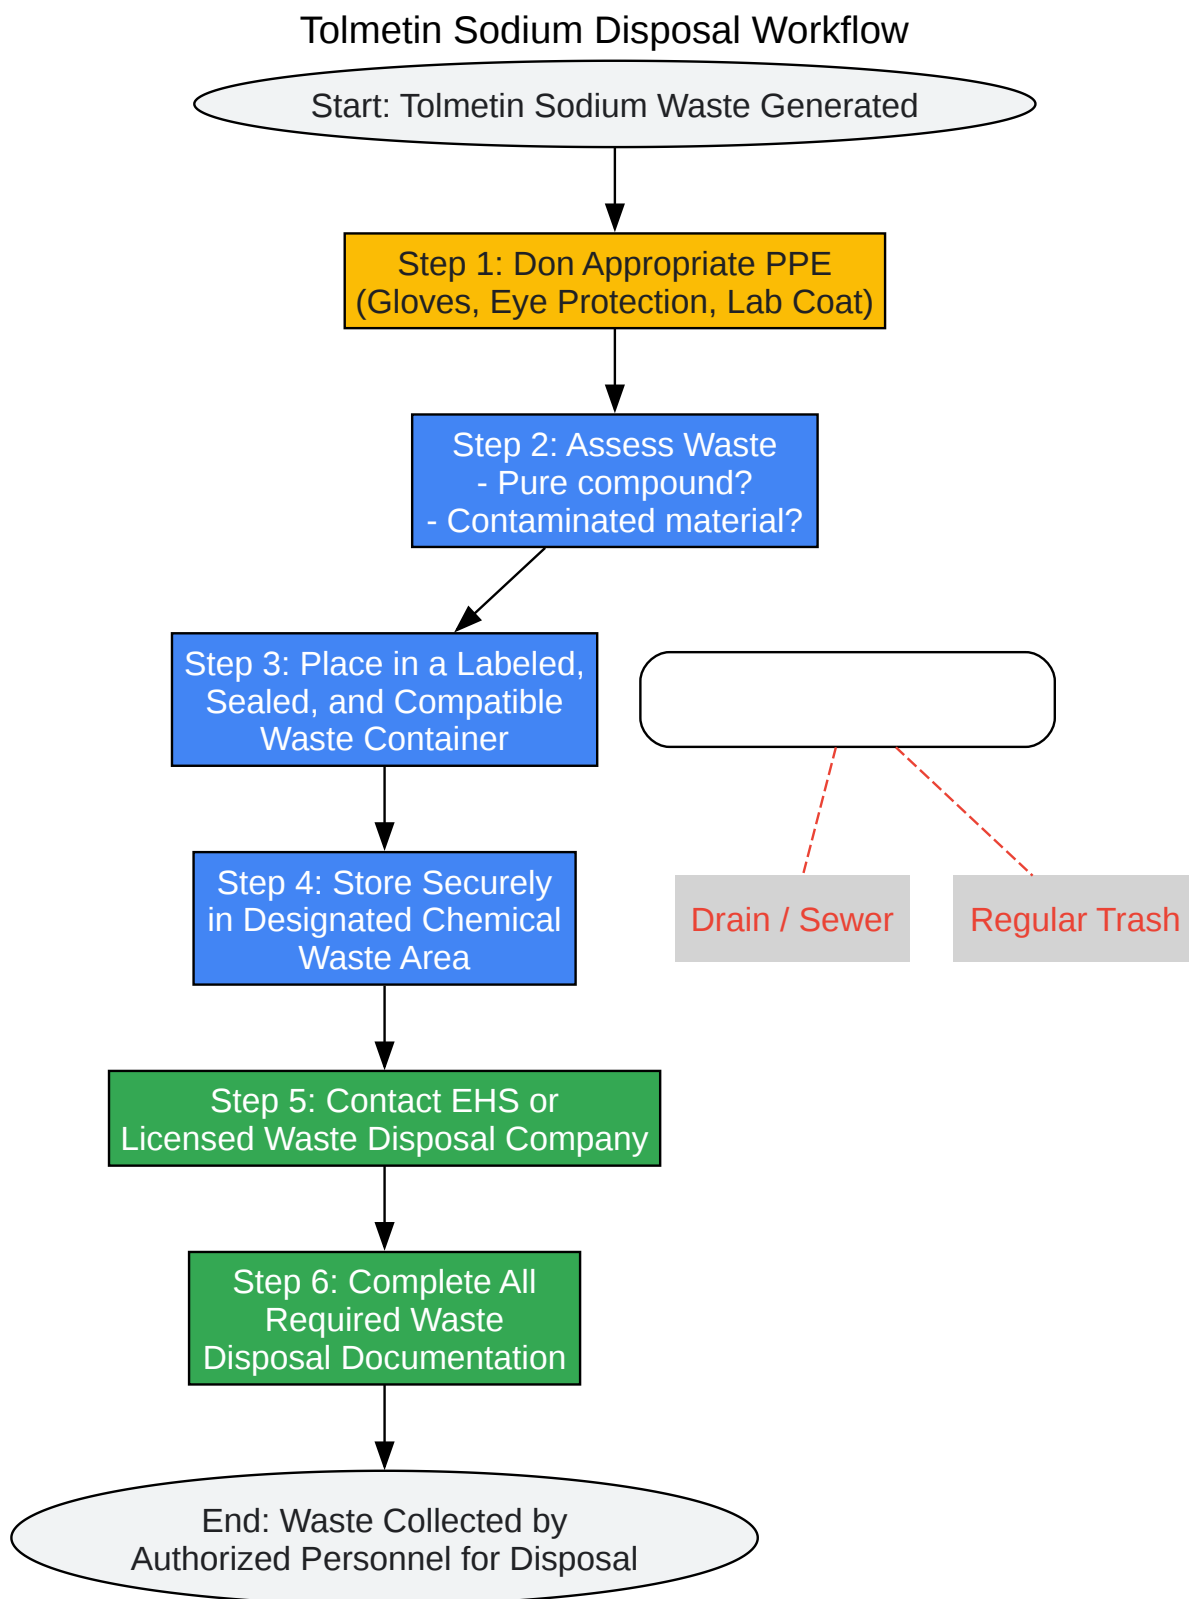 Tolmetin Sodium Disposal Workflow
Start: Tolmetin Sodium Waste Generated
Step 1: Don Appropriate PPE
(Gloves, Eye Protection, Lab Coat)
Step 2: Assess Waste
- Pure compound?
- Contaminated material?
Step 3: Place in a Labeled,
Sealed, and Compatible
Waste Container
Step 4: Store Securely
in Designated Chemical
Waste Area
Drain / Sewer
Regular Trash
Step 5: Contact EHS or
Licensed Waste Disposal Company
Step 6: Complete All
Required Waste
Disposal Documentation
End: Waste Collected by
Authorized Personnel for Disposal